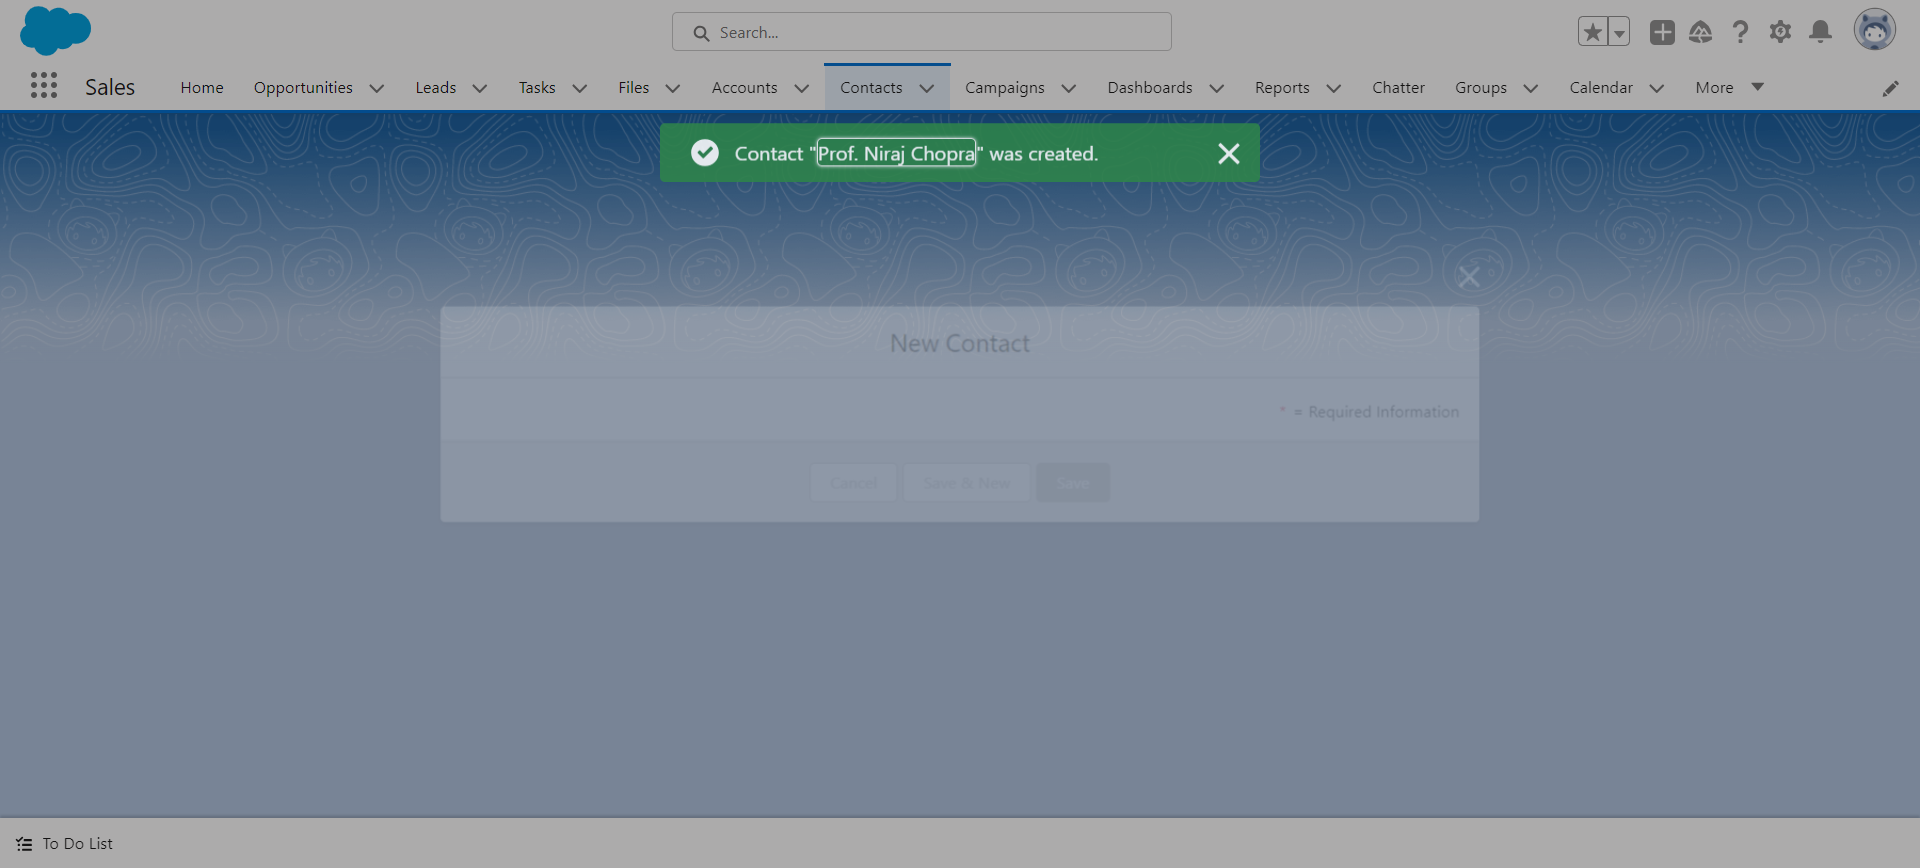 Search...
Sales
Home
Opportunities
Leads
Tasks
Files
Accounts
Contacts
Campaigns
Dashboards
Reports
Chatter
Groups
Calendar
More
Contact "Prof. Niraj Chopra" was created.
New Contact
* = Required Information
Cancel
Save & New
Save
To Do List